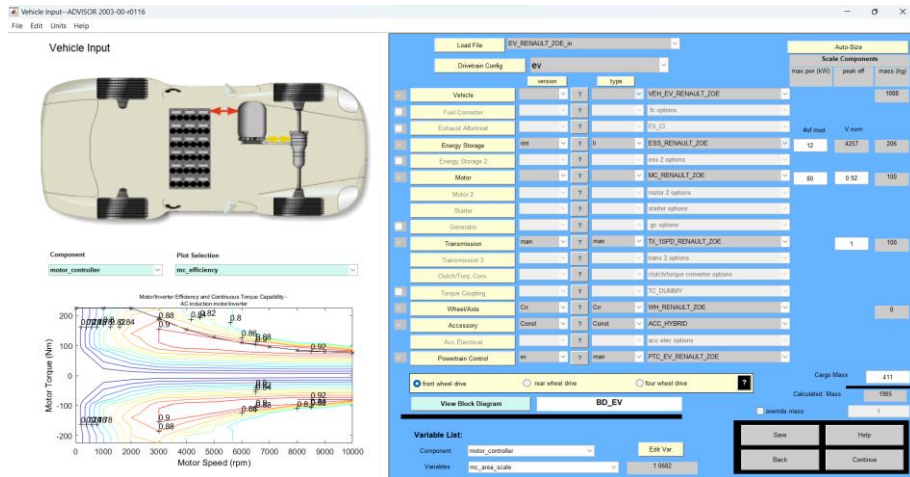 Vehicle Input--ADVISOR 2003-00-r0116
File Edit Units Help
Vehicle Input
Component Plot Selection
motor_controller mc_efficiency
Motor/Inverter Efficiency and Continuous Torque Capability -
AC induction motor/inverter
Motor Torque (Nm)
200
100
0
-100
-200
0.8 0.82 0.84 0.88
0.86 0.88
0.9
0.92
0.8
0.92
0.9
0.88
0 1000 2000 3000 4000 5000 6000 7000 8000 9000 10000
Motor Speed (rpm)
Load File EV_RENAULT_ZOE_in Auto-Size
Drivetrain Config ev Scale Components
version type max pwr (kW) peak eff mass (kg)
Vehicle ? VEH_EV_RENAULT_ZOE
Fuel Converter ? fc options
Exhaust Aftertreat ? EX_CI #of mod V nom
Energy Storage rint ? li ESS_RENAULT_ZOE 12 4257 206
Energy Storage 2 ? ess 2 options
Motor ? MC_RENAULT_ZOE 80 0.92 100
Motor 2 ? motor 2 options
Starter ? starter options
Generator ? gc options
Transmission man ? man TX_1SPD_RENAULT_ZOE 1 100
Transmission 2 ? trans 2 options
Clutch/Torq. Conv. ? clutch/torque converter options
Torque Coupling ? TC_DUMMY
Wheel/Axle Crr ? Crr WH_RENAULT_ZOE 0
Accessory Const ? Const ACC_HYBRID
Acc Electrical ? acc elec options
Powertrain Control ev ? man PTC_EV_RENAULT_ZOE
front wheel drive rear wheel drive four wheel drive ? Cargo Mass 411
Calculated Mass 1905
View Block Diagram BD_EV override mass 1
Variable List:
Component motor_controller Edit Var.
Variables mc_area_scale 1.0682
Save Help
Back Continue